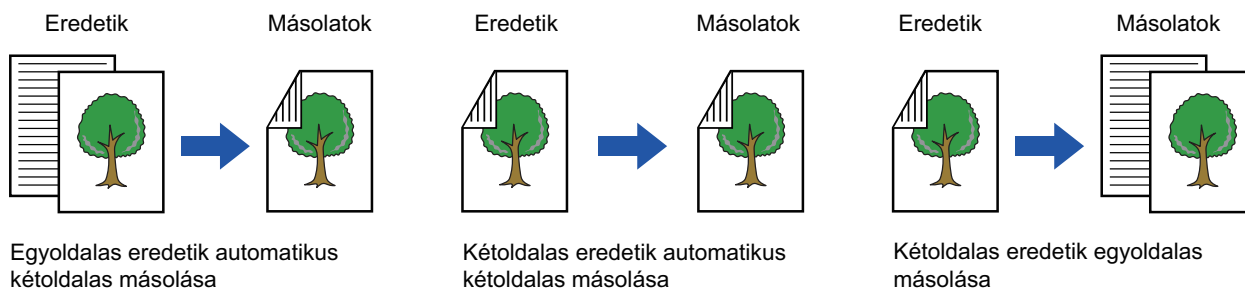 Eredetik
Másolatok
Egyoldalas eredetik automatikus
kétoldalas másolása
Eredetik
Másolatok
Kétoldalas eredetik automatikus
kétoldalas másolása
Eredetik
Másolatok
Kétoldalas eredetik egyoldalas
másolása